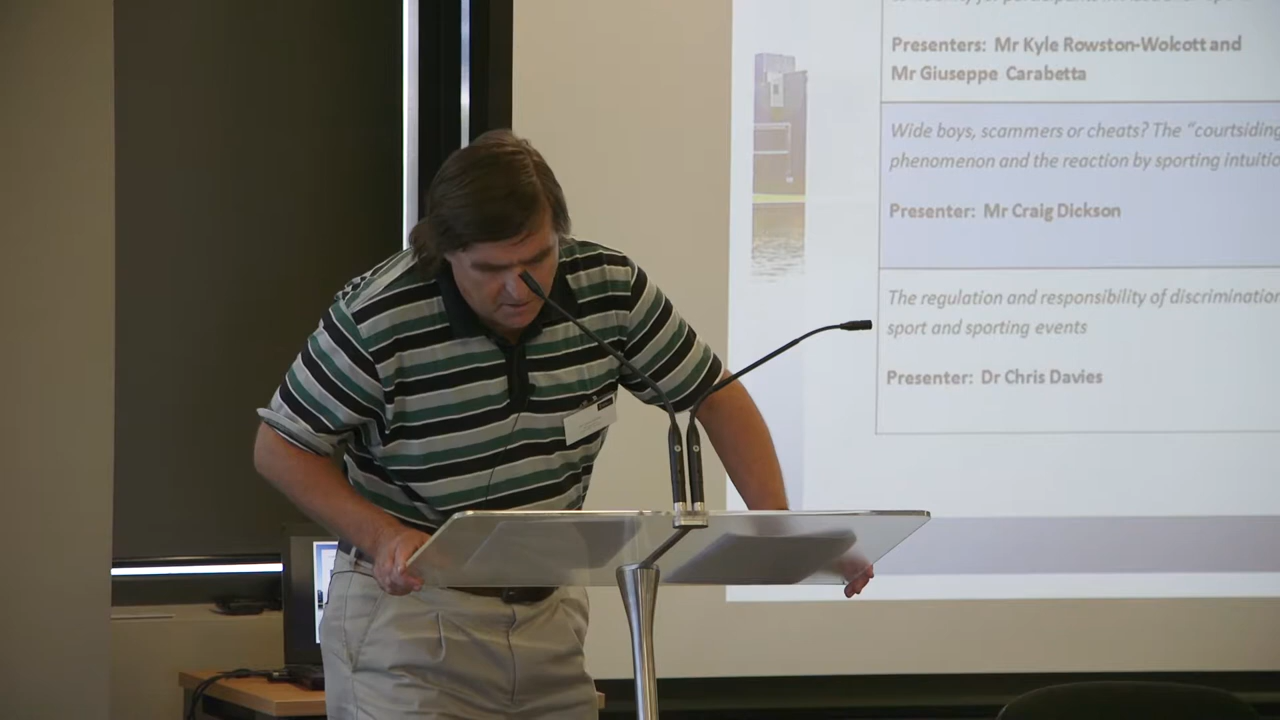 Presenters: Mr Kyle Rowston-Wolcott and
Mr Giuseppe Carabetta
Wide boys, scammers or cheats? The "courtsiding
phenomenon and the reaction by sporting intuitio
Presenter: Mr Craig Dickson
The regulation and responsibility of discrimination
sport and sporting events
Presenter: Dr Chris Davies